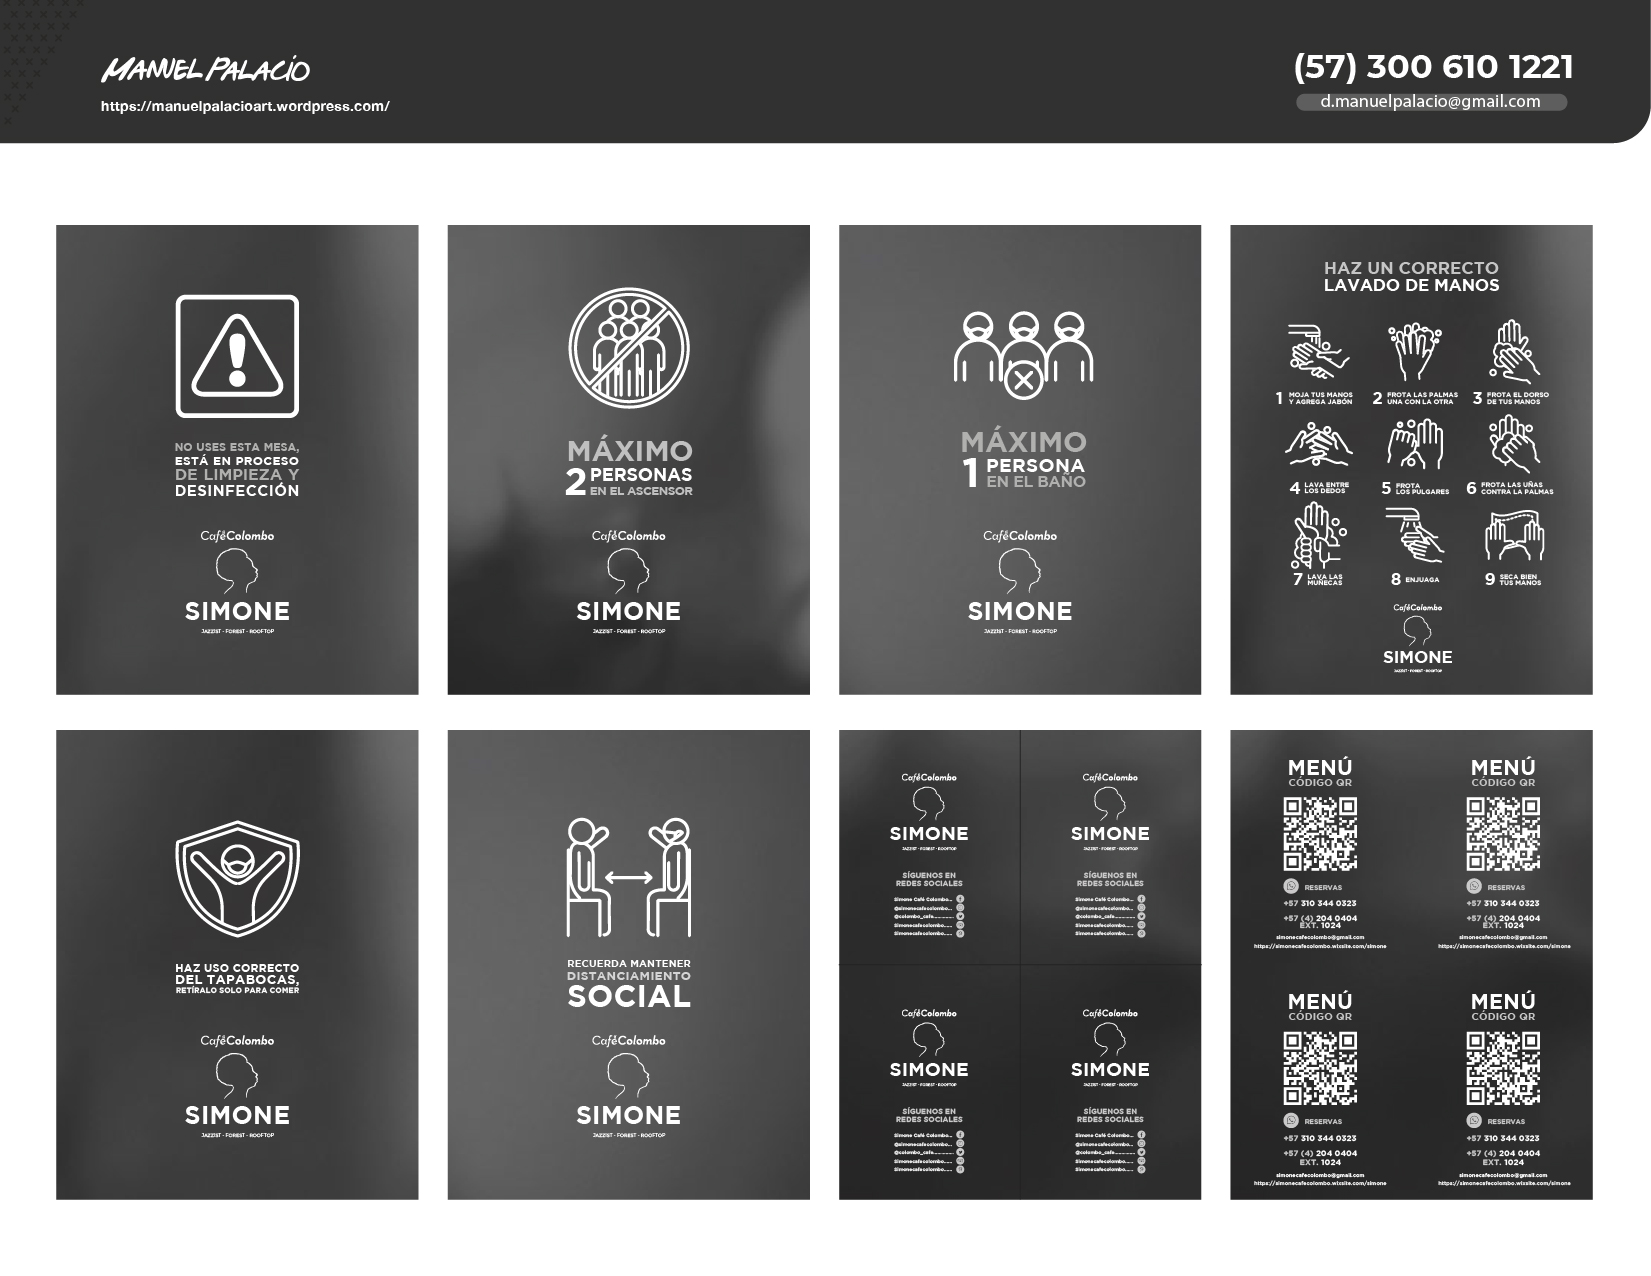 MANUEL PALACIO
https://manuelpalacioart.wordpress.com/
(57) 300 610 1221
d.manuelpalacio@gmail.com
NO USES ESTA MESA,
ESTÁ EN PROCESO
DE LIMPIEZA Y
DESINFECCIÓN
CaféColombo
SIMONE
JAZZIST - FOREST - ROOFTOP
MÁXIMO
2 PERSONAS
EN EL ASCENSOR
CaféColombo
SIMONE
JAZZIST - FOREST - ROOFTOP
MÁXIMO
1 PERSONA
EN EL BAÑO
CaféColombo
SIMONE
JAZZIST - FOREST - ROOFTOP
HAZ UN CORRECTO
LAVADO DE MANOS
1 MOJA TUS MANOS
Y AGREGA JABÓN
2 FROTA LAS PALMAS
UNA CON LA OTRA
3 FROTA EL DORSO
DE TUS MANOS
4 LAVA ENTRE
LOS DEDOS
5 FROTA
LOS PULGARES
6 FROTA LAS UÑAS
CONTRA LA PALMAS
7 LAVA LAS
MUÑECAS
8 ENJUAGA
9 SECA BIEN
TUS MANOS
CaféColombo
SIMONE
JAZZIST - FOREST - ROOFTOP
HAZ USO CORRECTO
DEL TAPABOCAS,
RETÍRALO SOLO PARA COMER
CaféColombo
SIMONE
JAZZIST - FOREST - ROOFTOP
RECUERDA MANTENER
DISTANCIAMIENTO
SOCIAL
CaféColombo
SIMONE
JAZZIST - FOREST - ROOFTOP
CaféColombo
SIMONE
JAZZIST - FOREST - ROOFTOP
SÍGUENOS EN
REDES SOCIALES
Simone Café Colombo...
@simonecafecolombo...
@colombo_cafe..............
Simonecafecolombo......
Simonecafecolombo......
CaféColombo
SIMONE
JAZZIST - FOREST - ROOFTOP
SÍGUENOS EN
REDES SOCIALES
Simone Café Colombo...
@simonecafecolombo...
@colombo_cafe..............
Simonecafecolombo......
Simonecafecolombo......
CaféColombo
SIMONE
JAZZIST - FOREST - ROOFTOP
SÍGUENOS EN
REDES SOCIALES
Simone Café Colombo...
@simonecafecolombo...
@colombo_cafe..............
Simonecafecolombo......
Simonecafecolombo......
CaféColombo
SIMONE
JAZZIST - FOREST - ROOFTOP
SÍGUENOS EN
REDES SOCIALES
Simone Café Colombo...
@simonecafecolombo...
@colombo_cafe..............
Simonecafecolombo......
Simonecafecolombo......
MENÚ
CÓDIGO QR
RESERVAS
+57 310 344 0323
+57 (4) 204 0404
EXT. 1024
simonecafecolombo@gmail.com
https://simonecafecolombo.wixsite.com/simone
MENÚ
CÓDIGO QR
RESERVAS
+57 310 344 0323
+57 (4) 204 0404
EXT. 1024
simonecafecolombo@gmail.com
https://simonecafecolombo.wixsite.com/simone
MENÚ
CÓDIGO QR
RESERVAS
+57 310 344 0323
+57 (4) 204 0404
EXT. 1024
simonecafecolombo@gmail.com
https://simonecafecolombo.wixsite.com/simone
MENÚ
CÓDIGO QR
RESERVAS
+57 310 344 0323
+57 (4) 204 0404
EXT. 1024
simonecafecolombo@gmail.com
https://simonecafecolombo.wixsite.com/simone